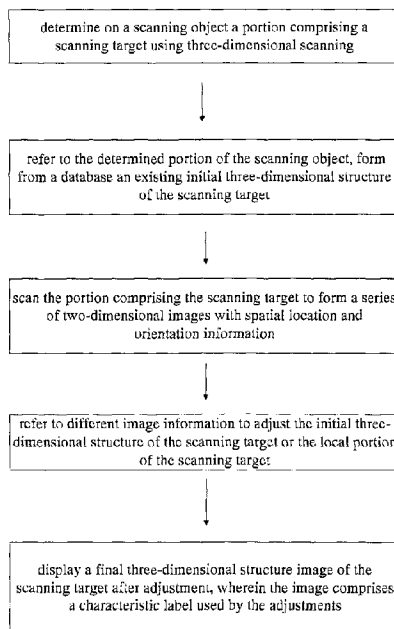 determine on a scanning object a portion comprising a
scanning target using three-dimensional scanning
refer to the determined portion of the scanning object, form
from a database an existing initial three-dimensional structure
of the scanning target
scan the portion comprising the scanning target to form a series
of two-dimensional images with spatial location and
orientation information
refer to different image information to adjust the initial three-
dimensional structure of the scanning target or the local portion
of the scanning target
display a final three-dimensional structure image of the
scanning target after adjustment, wherein the image comprises
a characteristic label used by the adjustments